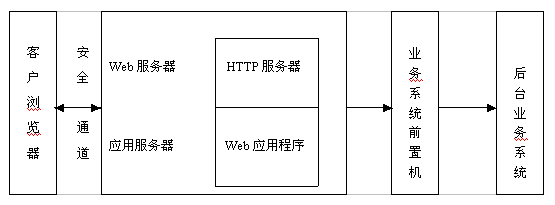 客户浏览器
安全通道
Web 服务器
HTTP 服务器
应用服务器
Web 应用程序
业务系统前置机
后台业务系统